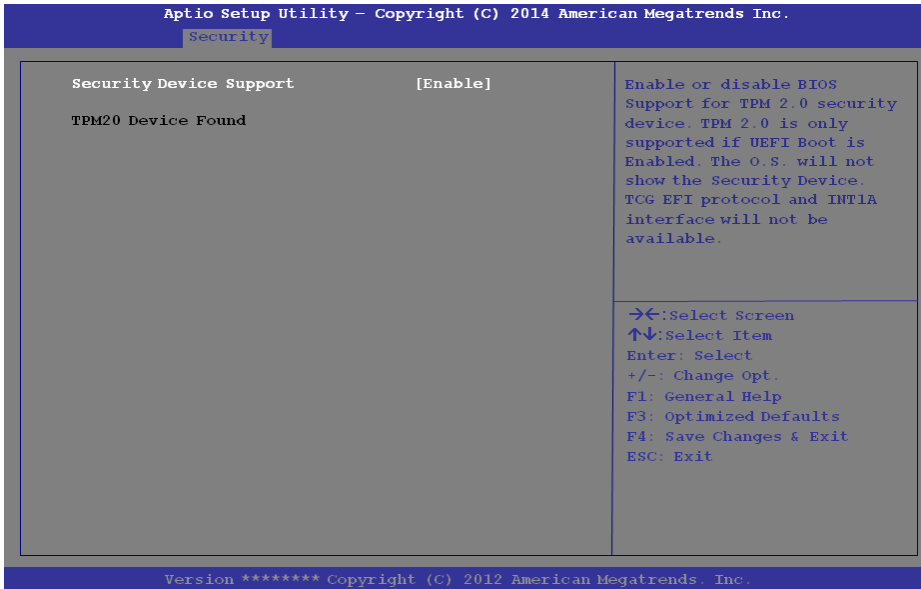 Aptio Setup Utility – Copyright (C) 2014 American Megatrends Inc.
Security
Security Device Support [Enable]
TPM20 Device Found
Enable or disable BIOS
Support for TPM 2.0 security
device. TPM 2.0 is only
supported if UEFI Boot is
Enabled. The O.S. will not
show the Security Device.
TCG EFI protocol and INT1A
interface will not be
available.
→←:Select Screen
↑↓:Select Item
Enter: Select
+/-: Change Opt.
F1: General Help
F3: Optimized Defaults
F4: Save Changes & Exit
ESC: Exit
Version ******** Copyright (C) 2012 American Megatrends. Inc.